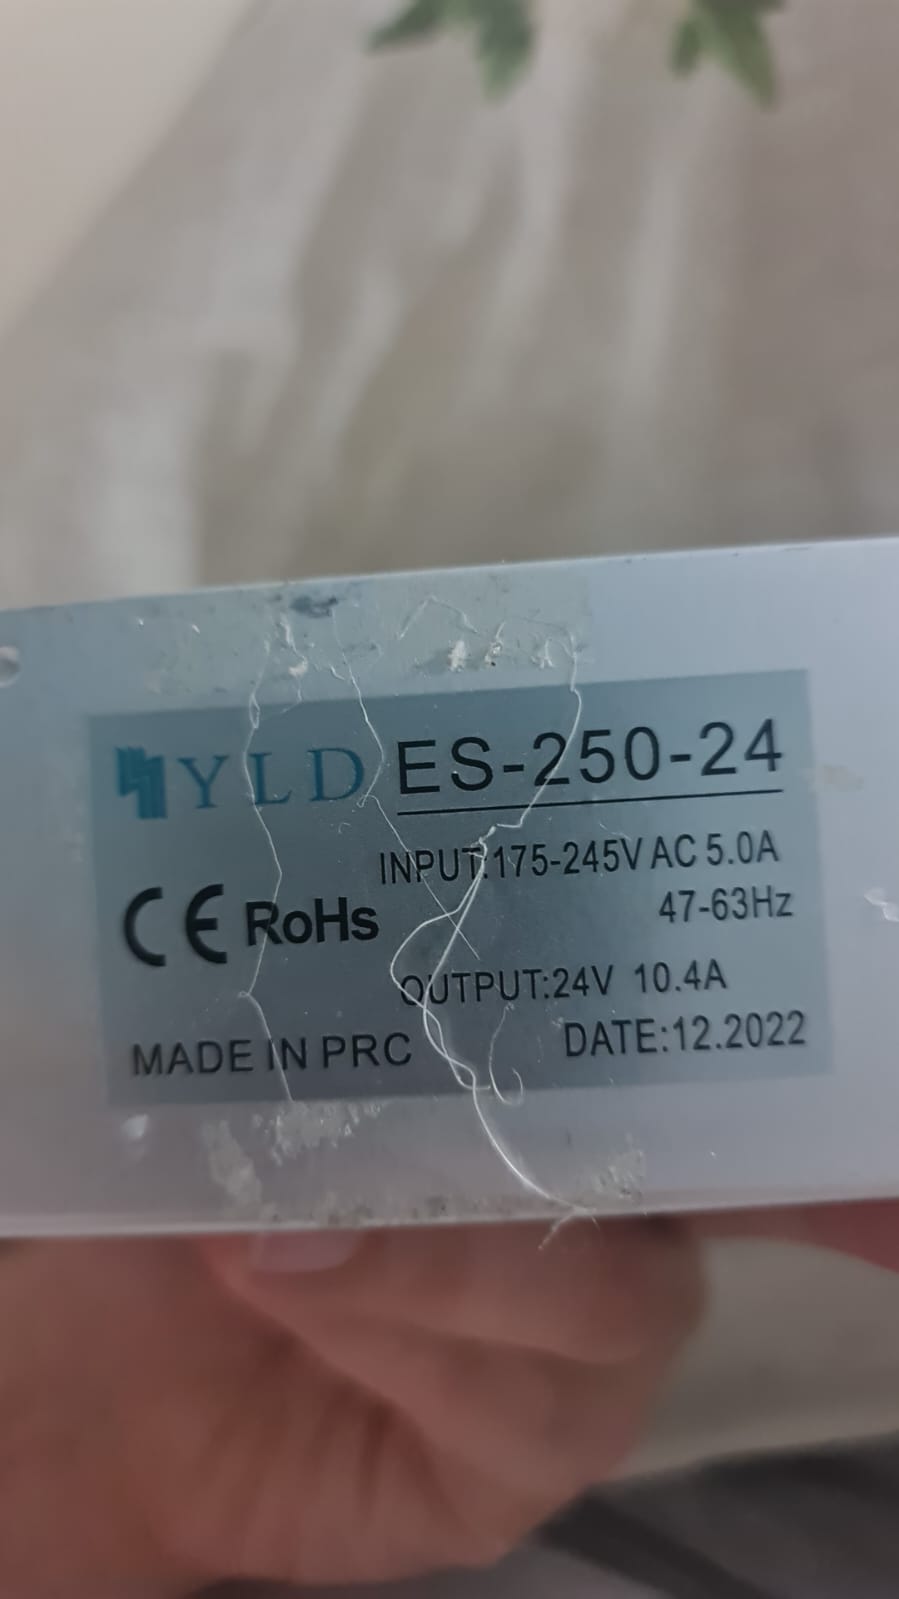 YLD ES-250-24
INPUT:175-245V AC 5.0A
47-63Hz
CE RoHs
OUTPUT:24V 10.4A
MADE IN PRC DATE:12.2022